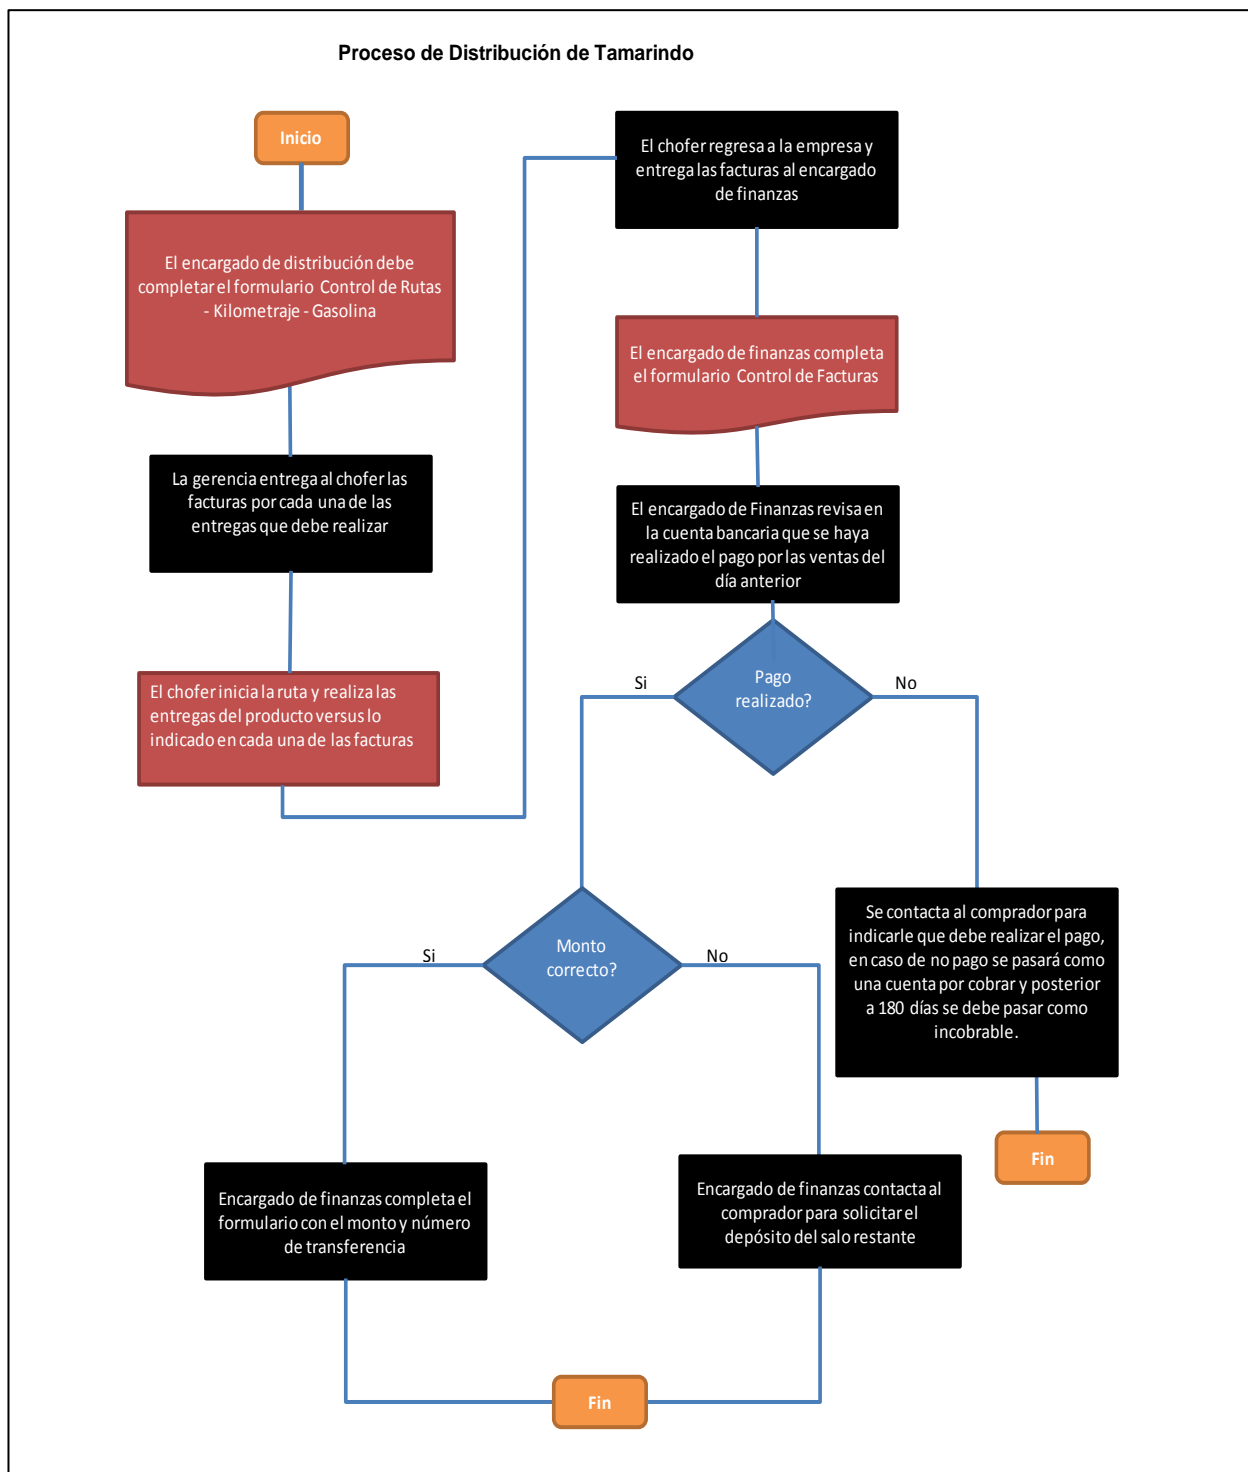 Proceso de Distribución de Tamarindo
Inicio
El encargado de distribución debe
completar el formulario Control de Rutas
- Kilometraje - Gasolina
La gerencia entrega al chofer las
facturas por cada una de las
entregas que debe realizar
El chofer inicia la ruta y realiza las
entregas del producto versus lo
indicado en cada una de las facturas
El chofer regresa a la empresa y
entrega las facturas al encargado
de finanzas
El encargado de finanzas completa
el formulario Control de Facturas
El encargado de Finanzas revisa en
la cuenta bancaria que se haya
realizado el pago por las ventas del
día anterior
Pago
realizado?
Si
No
Monto
correcto?
Si
No
Se contacta al comprador para
indicarle que debe realizar el pago,
en caso de no pago se pasará como
una cuenta por cobrar y posterior
a 180 días se debe pasar como
incobrable.
Fin
Encargado de finanzas completa el
formulario con el monto y número
de transferencia
Encargado de finanzas contacta al
comprador para solicitar el
depósito del salo restante
Fin